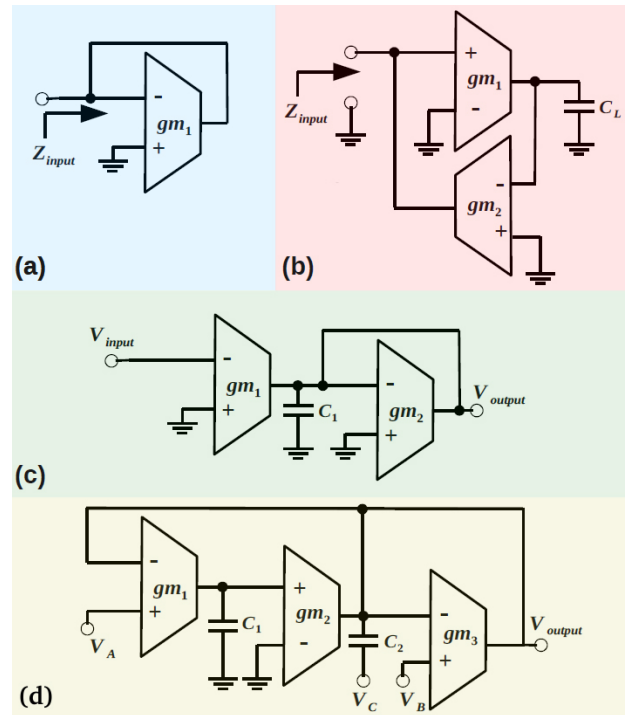 -
gm1
+
Zinput
(a)
+
gm1
-
CL
Zinput
-
gm2
+
(b)
Vinput
-
gm1
+
C1
-
gm2
+
Voutput
(c)
-
gm1
+
VA
C1
+
gm2
-
C2
VC
-
gm3
+
VB
Voutput
(d)